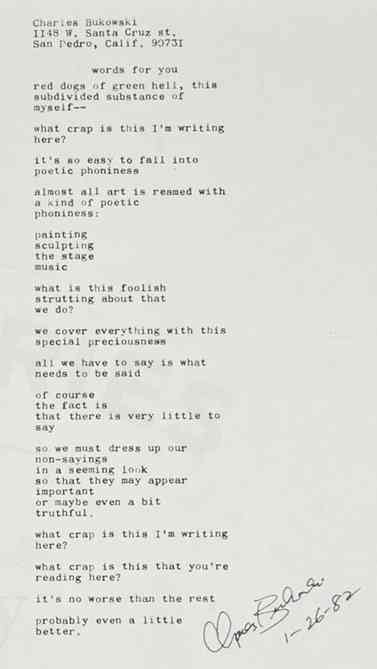 Charles Bukowski
1148 W. Santa Cruz st,
San Pedro, Calif, 90731
words for you
red dogs of green hell, this
subdivided substance of
myself--
what crap is this I'm writing
here?
it's so easy to fall into
poetic phoniness
almost all art is reamed with
a kind of poetic
phoniness:
painting
sculpting
the stage
music
what is this foolish
strutting about that
we do?
we cover everything with this
special preciousness
all we have to say is what
needs to be said
of course
the fact is
that there is very little to
say
so we must dress up our
non-sayings
in a seeming look
so that they may appear
important
or maybe even a bit
truthful.
what crap is this I'm writing
here?
what crap is this that you're
reading here?
it's no worse than the rest
probably even a little
better.
Charles Bukowski
1-26-82